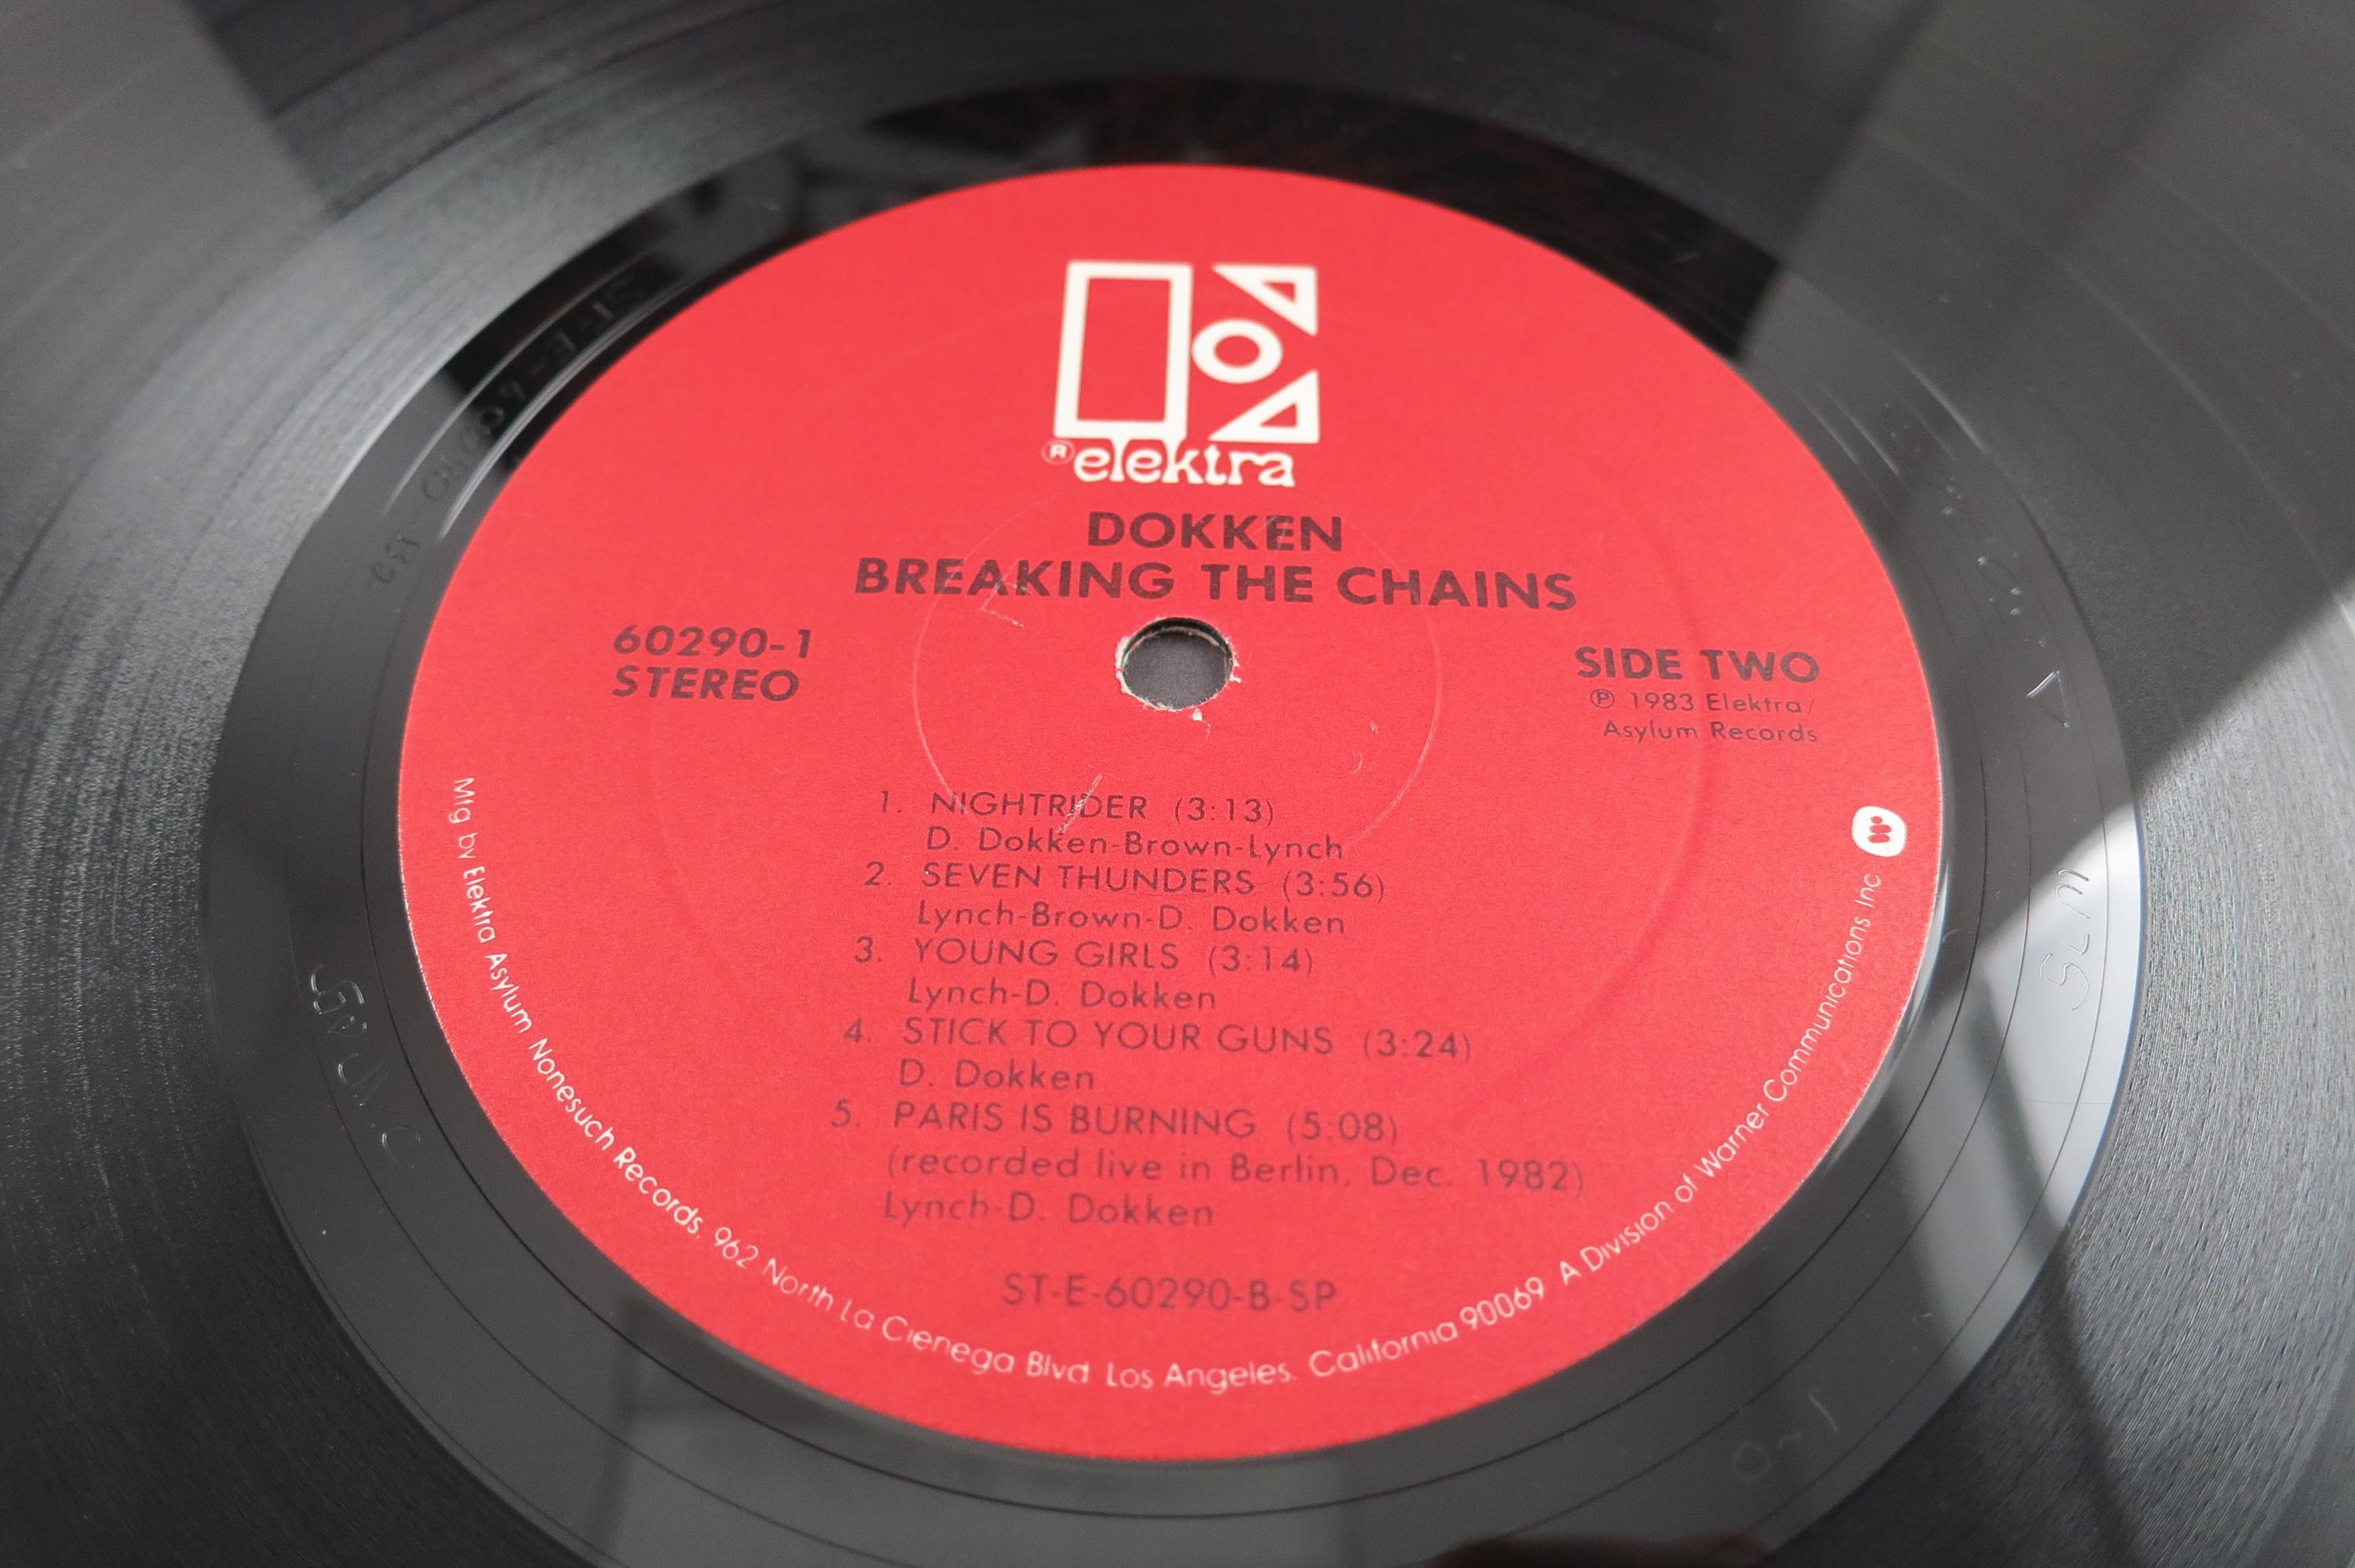 ® elektra
DOKKEN
BREAKING THE CHAINS
60290-1
STEREO
SIDE TWO
℗ 1983 Elektra/
Asylum Records
1. NIGHTRIDER (3:13)
D. Dokken-Brown-Lynch
2. SEVEN THUNDERS (3:56)
Lynch-Brown-D. Dokken
3. YOUNG GIRLS (3:14)
Lynch-D. Dokken
4. STICK TO YOUR GUNS (3:24)
D. Dokken
5. PARIS IS BURNING (5:08)
(recorded live in Berlin, Dec. 1982)
Lynch-D. Dokken
ST-E-60290-B-SP
Mfg by Elektra Asylum Nonesuch Records. 962 North La Cienega Blvd Los Angeles. California 90069 A Division of Warner Communications Inc
SLM